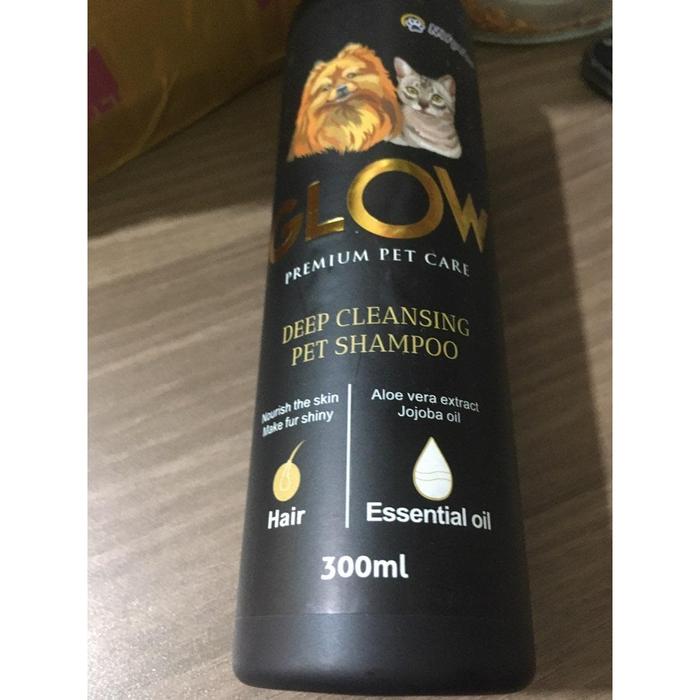 GLOW
PREMIUM PET CARE
DEEP CLEANSING
PET SHAMPOO
Nourish the skin
Make fur shiny
Hair
Aloe vera extract
Jojoba oil
Essential oil
300ml